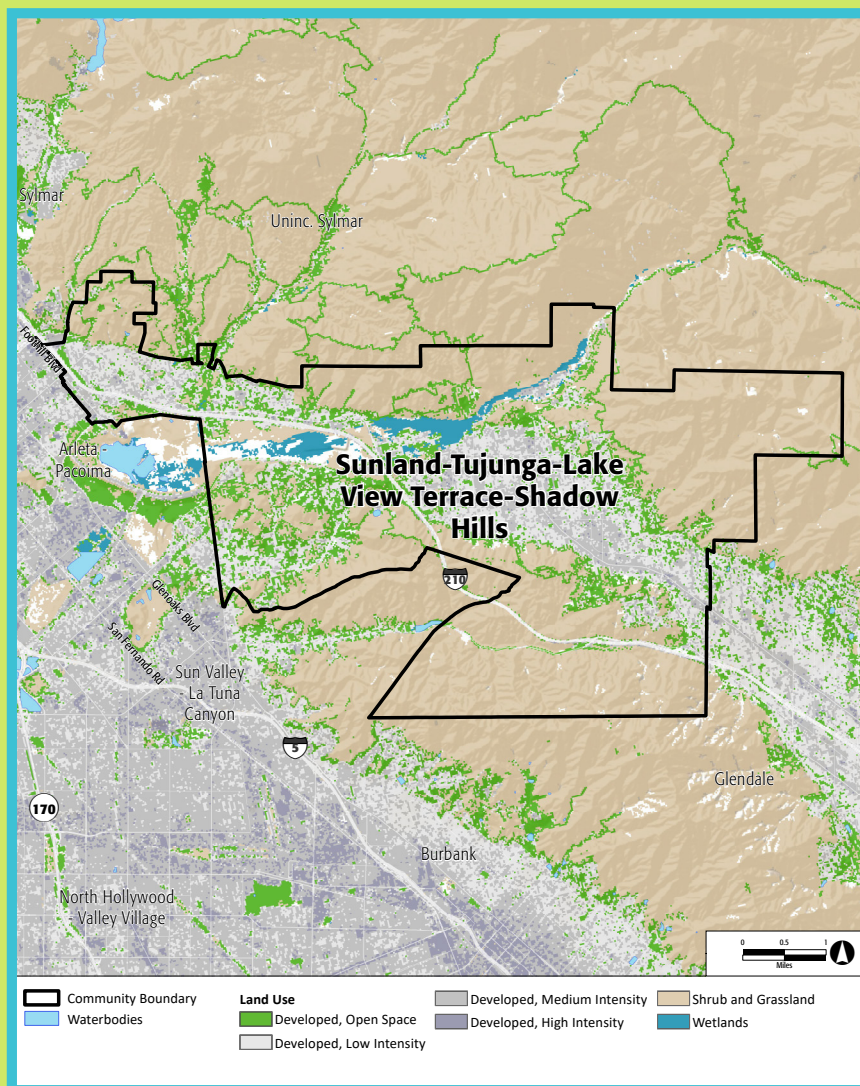 Sylmar
Uninc. Sylmar
Foothill Blvd
Arleta -
Pacoima
Sunland-Tujunga-Lake
View Terrace-Shadow
Hills
210
Glenoaks Blvd
San Fernando Rd
Sun Valley
La Tuna
Canyon
5
Glendale
170
Burbank
North Hollywood
- Valley Village
0 0.5 1
Miles
Community Boundary
Waterbodies
Land Use
Developed, Open Space
Developed, Low Intensity
Developed, Medium Intensity
Developed, High Intensity
Shrub and Grassland
Wetlands